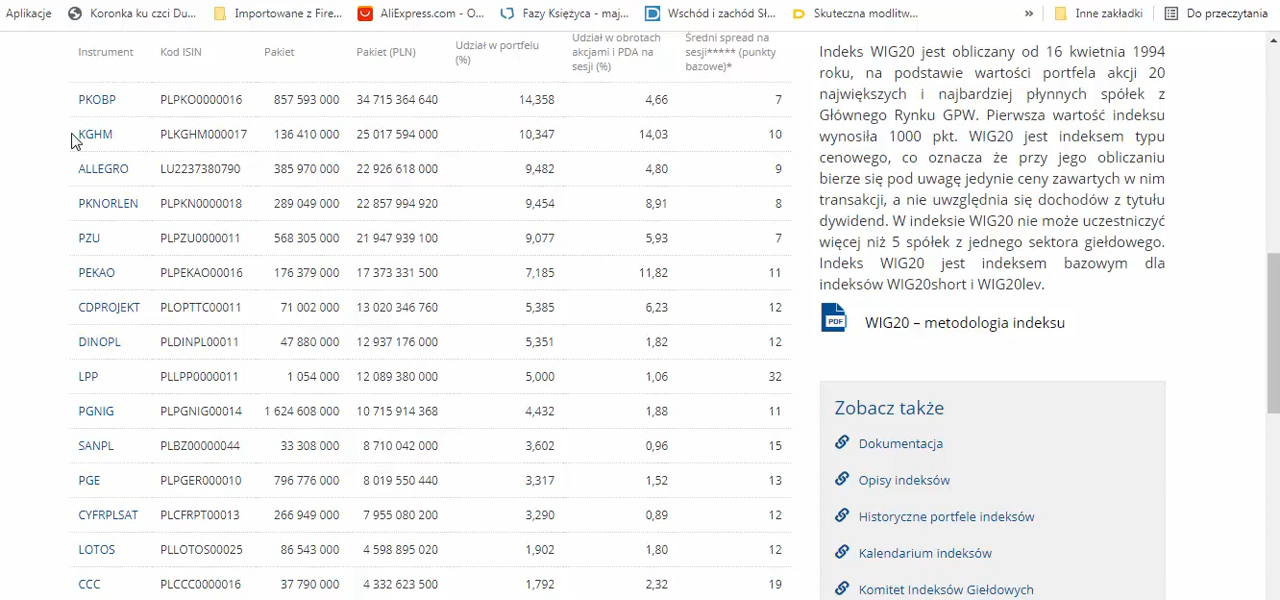 Aplikacje Koronka ku czci Du... Importowane z Fire... AliExpress.com - O... Fazy Księżyca - maj... Wschód i zachód Sł... Skuteczna modlitw... » Inne zakładki Do przeczytania
Instrument Kod ISIN Pakiet Pakiet (PLN) Udział w portfelu (%) Udział w obrotach akcjami i PDA na sesji (%) Średni spread na sesji***** (punkty bazowe)*
PKOBP PLPKO0000016 857 593 000 34 715 364 640 14,358 4,66 7
KGHM PLKGHM000017 136 410 000 25 017 594 000 10,347 14,03 10
ALLEGRO LU2237380790 385 970 000 22 926 618 000 9,482 4,80 9
PKNORLEN PLPKN0000018 289 049 000 22 857 994 920 9,454 8,91 8
PZU PLPZU0000011 568 305 000 21 947 939 100 9,077 5,93 7
PEKAO PLPEKAO00016 176 379 000 17 373 331 500 7,185 11,82 11
CDPROJEKT PLOPTTC00011 71 002 000 13 020 346 760 5,385 6,23 12
DINOPL PLDINPL00011 47 880 000 12 937 176 000 5,351 1,82 12
LPP PLLPP0000011 1 054 000 12 089 380 000 5,000 1,06 32
PGNIG PLPGNIG00014 1 624 608 000 10 715 914 368 4,432 1,88 11
SANPL PLBZ00000044 33 308 000 8 710 042 000 3,602 0,96 15
PGE PLPGER000010 796 776 000 8 019 550 440 3,317 1,52 13
CYFRPLSAT PLCFRPT00013 266 949 000 7 955 080 200 3,290 0,89 12
LOTOS PLLOTOS00025 86 543 000 4 598 895 020 1,902 1,80 12
CCC PLCCC0000016 37 790 000 4 332 623 500 1,792 2,32 19
Indeks WIG20 jest obliczany od 16 kwietnia 1994
roku, na podstawie wartości portfela akcji 20
największych i najbardziej płynnych spółek z
Głównego Rynku GPW. Pierwsza wartość indeksu
wynosiła 1000 pkt. WIG20 jest indeksem typu
cenowego, co oznacza że przy jego obliczaniu
bierze się pod uwagę jedynie ceny zawartych w nim
transakcji, a nie uwzględnia się dochodów z tytułu
dywidend. W indeksie WIG20 nie może uczestniczyć
więcej niż 5 spółek z jednego sektora giełdowego.
Indeks WIG20 jest indeksem bazowym dla
indeksów WIG20short i WIG20lev.
PDF WIG20 – metodologia indeksu
Zobacz także
Dokumentacja
Opisy indeksów
Historyczne portfele indeksów
Kalendarium indeksów
Komitet Indeksów Giełdowych